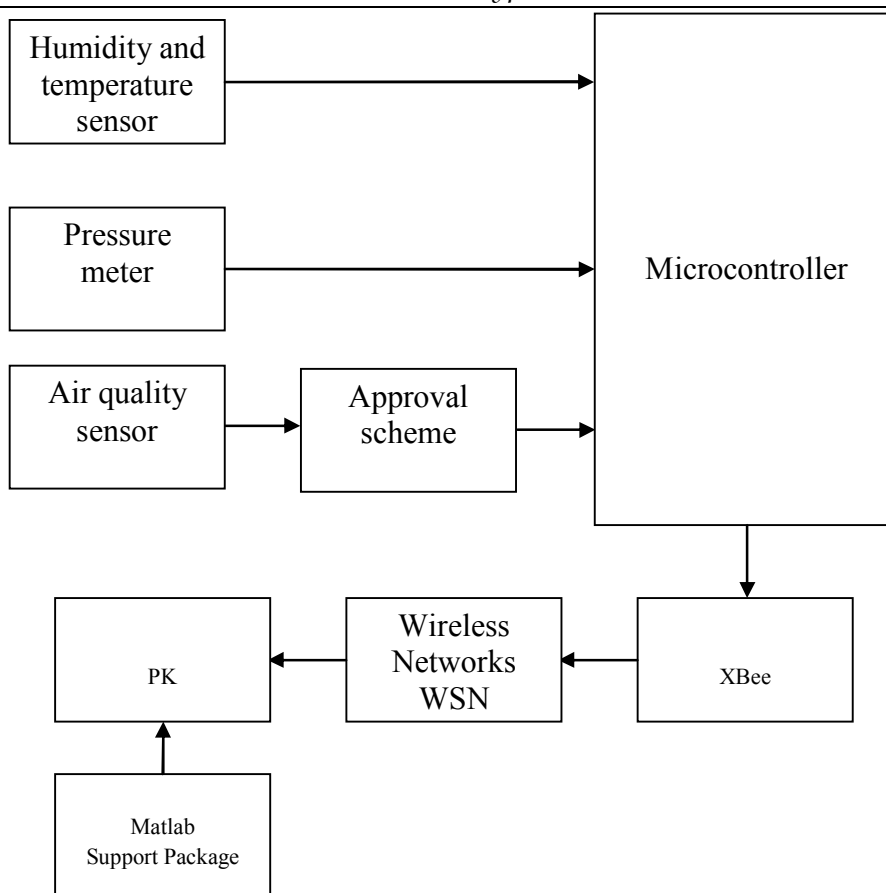 Humidity and
temperature
sensor
Pressure
meter
Microcontroller
Air quality
sensor
Approval
scheme
PK
Wireless
Networks
WSN
XBee
Matlab
Support Package